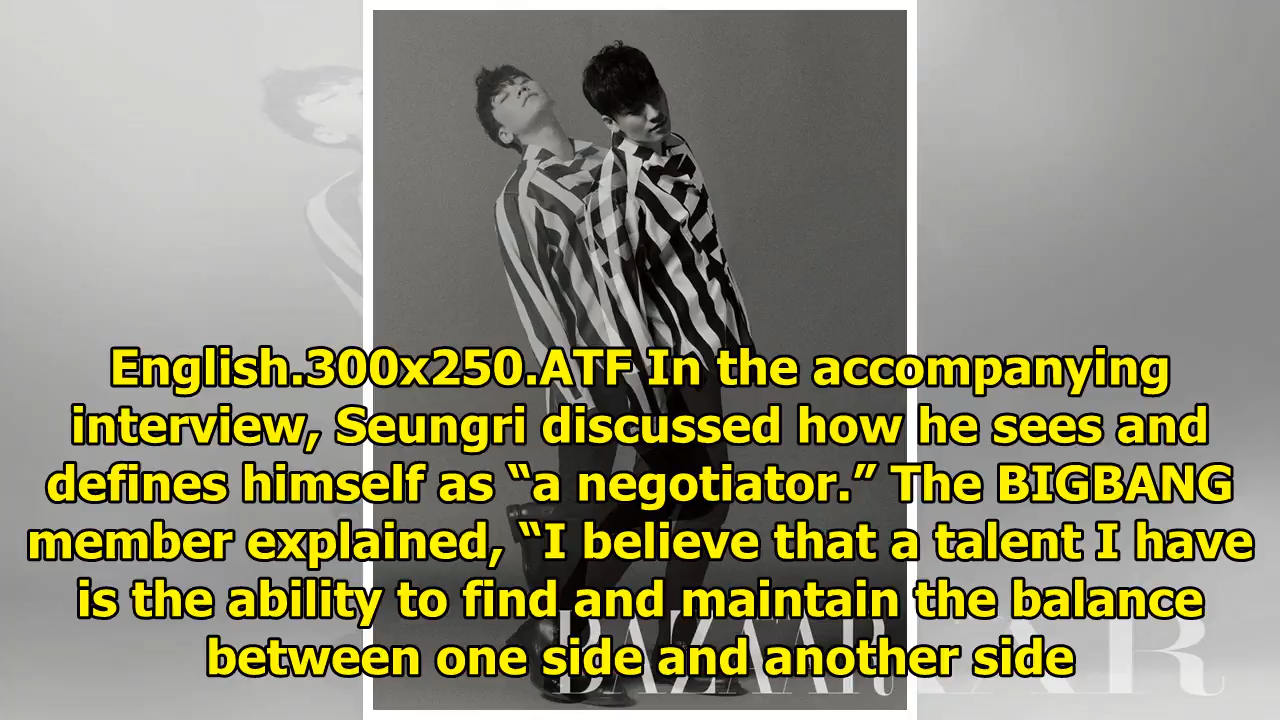 English.300x250.ATF In the accompanying
interview, Seungri discussed how he sees and
defines himself as “a negotiator.” The BIGBANG
member explained, “I believe that a talent I have
is the ability to find and maintain the balance
between one side and another side
BAZAAR
AR